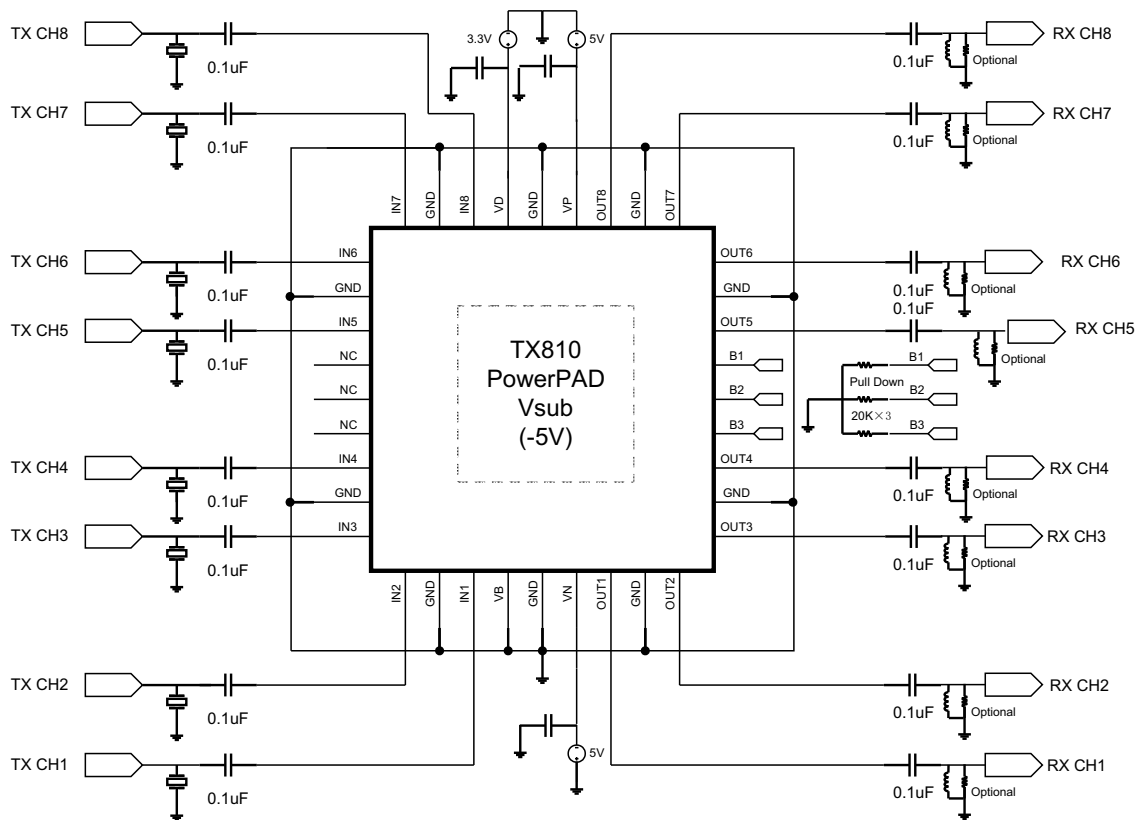 TX CH8
0.1uF
3.3V
5V
0.1uF
Optional
RX CH8
TX CH7
0.1uF
0.1uF
Optional
RX CH7
IN7
GND
IN8
VD
GND
VP
OUT8
GND
OUT7
TX CH6
0.1uF
IN6
OUT6
0.1uF
Optional
RX CH6
GND
GND
0.1uF
TX CH5
0.1uF
IN5
OUT5
Optional
RX CH5
NC
B1
B1
Pull Down
NC
B2
B2
20K×3
NC
B3
B3
TX810
PowerPAD
Vsub
(-5V)
TX CH4
0.1uF
IN4
OUT4
0.1uF
Optional
RX CH4
GND
GND
TX CH3
0.1uF
IN3
OUT3
0.1uF
Optional
RX CH3
IN2
GND
IN1
VB
GND
VN
OUT1
GND
OUT2
TX CH2
0.1uF
0.1uF
Optional
RX CH2
5V
TX CH1
0.1uF
0.1uF
Optional
RX CH1